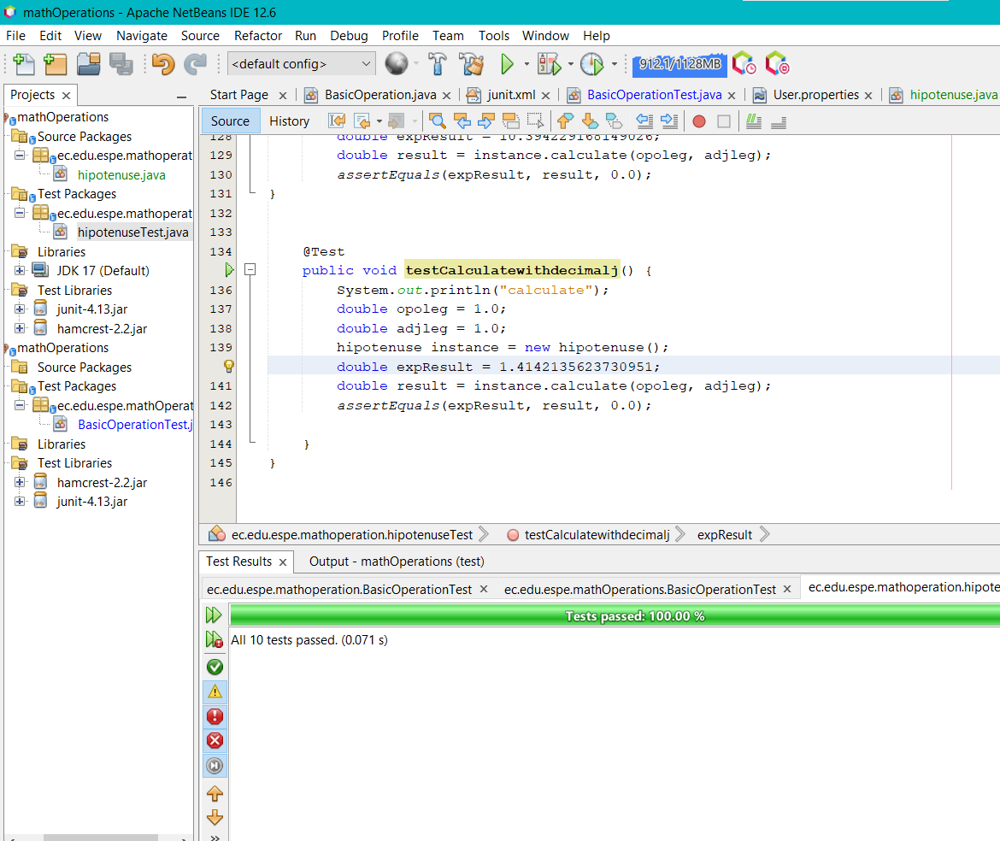 mathOperations - Apache NetBeans IDE 12.6
File Edit View Navigate Source Refactor Run Debug Profile Team Tools Window Help
<default config>
912.1/1128MB
Projects
Start Page BasicOperation.java junit.xml BasicOperationTest.java User.properties hipotenuse.java
Source History
mathOperations
Source Packages
ec.edu.espe.mathoperat
hipotenuse.java
Test Packages
ec.edu.espe.mathoperat
hipotenuseTest.java
Libraries
JDK 17 (Default)
Test Libraries
junit-4.13.jar
hamcrest-2.2.jar
mathOperations
Source Packages
Test Packages
ec.edu.espe.mathOperat
BasicOperationTest.j
Libraries
Test Libraries
hamcrest-2.2.jar
junit-4.13.jar
128 double expResult = 10.394229168149026;
129 double result = instance.calculate(opoleg, adjleg);
130 assertEquals(expResult, result, 0.0);
131 }
132
133
134 @Test
public void testCalculatewithdecimalj() {
136 System.out.println("calculate");
137 double opoleg = 1.0;
138 double adjleg = 1.0;
139 hipotenuse instance = new hipotenuse();
double expResult = 1.4142135623730951;
141 double result = instance.calculate(opoleg, adjleg);
142 assertEquals(expResult, result, 0.0);
143
144 }
145 }
146
ec.edu.espe.mathoperation.hipotenuseTest testCalculatewithdecimalj expResult
Test Results Output - mathOperations (test)
ec.edu.espe.mathoperation.BasicOperationTest ec.edu.espe.mathOperations.BasicOperationTest ec.edu.espe.mathoperation.hipote
Tests passed: 100.00 %
All 10 tests passed. (0.071 s)